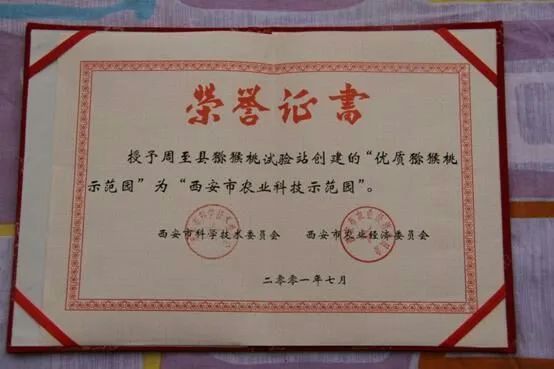 荣誉证书
授予周至县猕猴桃试验站创建的“优质猕猴桃
示范园”为“西安市农业科技示范园”。
西安市科学技术委员会 西安市农业经济委员会
二零零一年七月